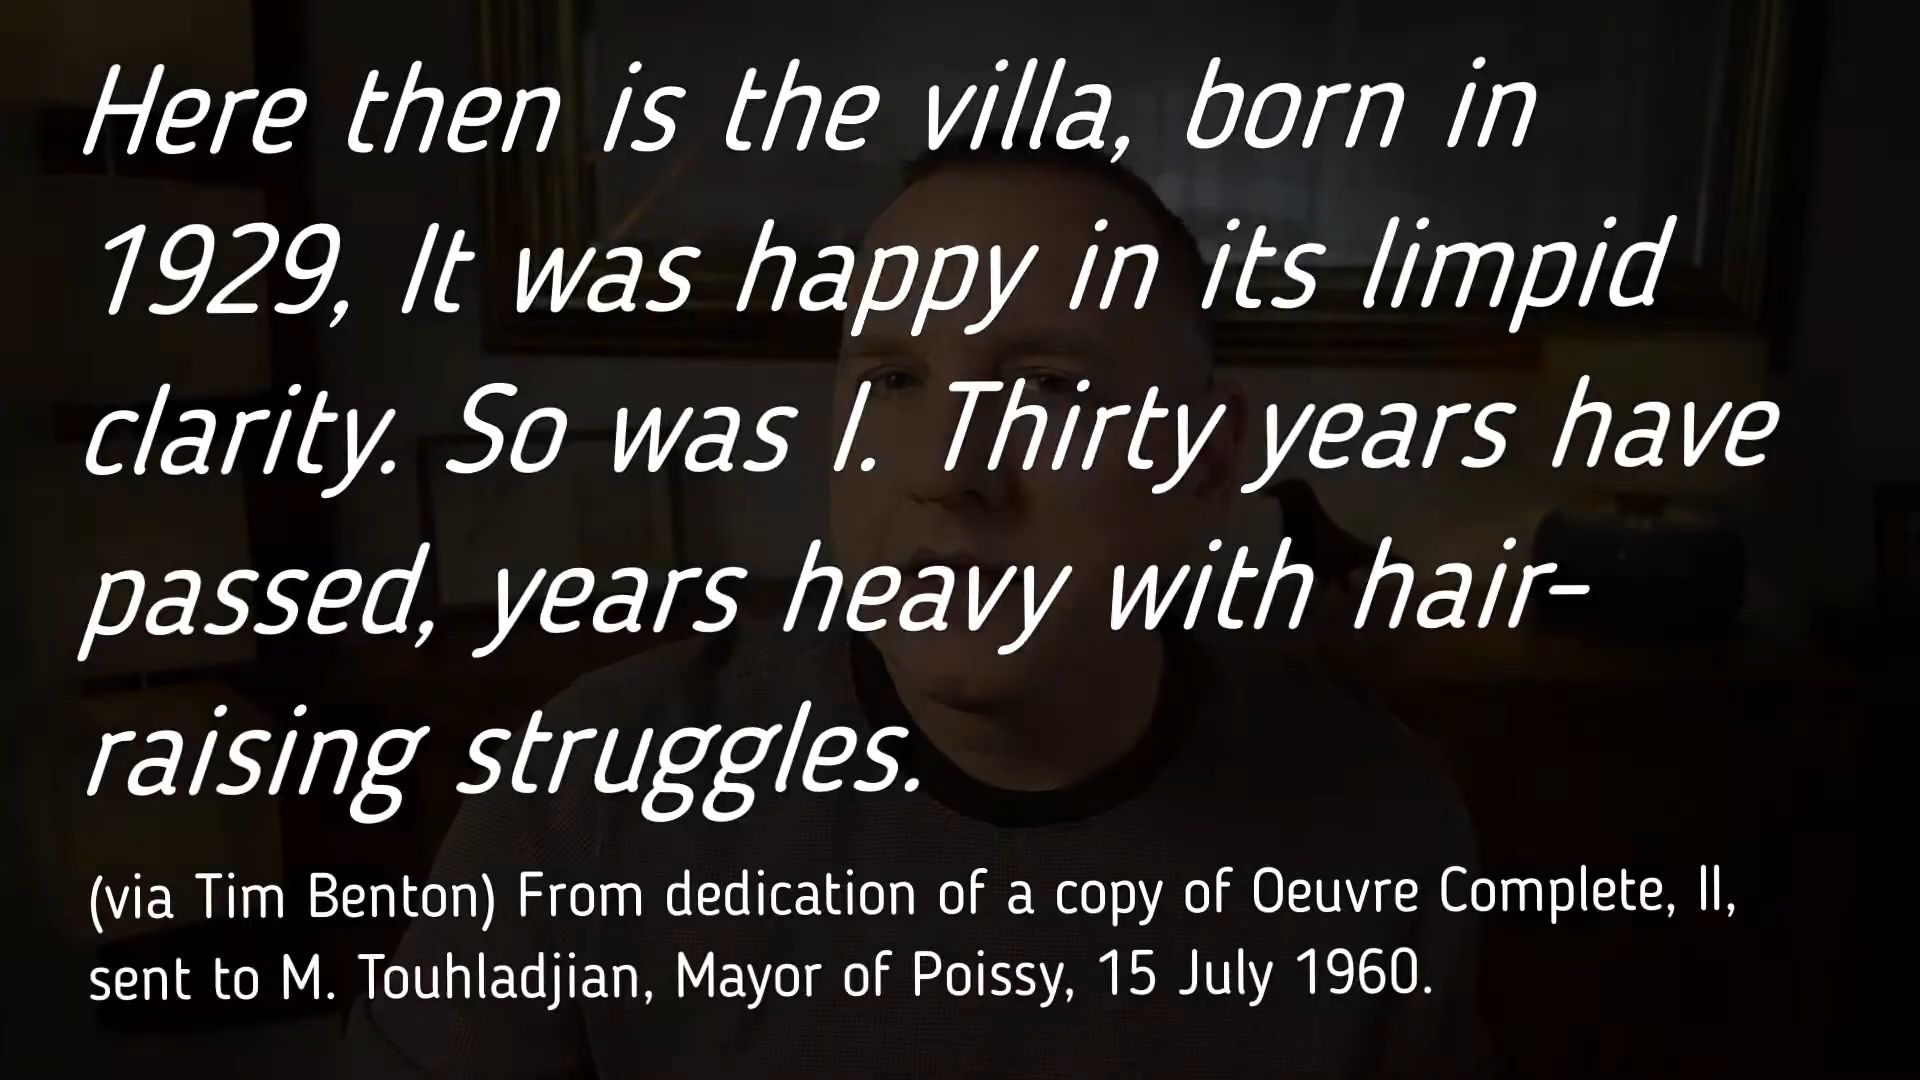 Here then is the villa, born in
1929, It was happy in its limpid
clarity. So was I. Thirty years have
passed, years heavy with hair-
raising struggles.
(via Tim Benton) From dedication of a copy of Oeuvre Complete, II,
sent to M. Touhladjian, Mayor of Poissy, 15 July 1960.